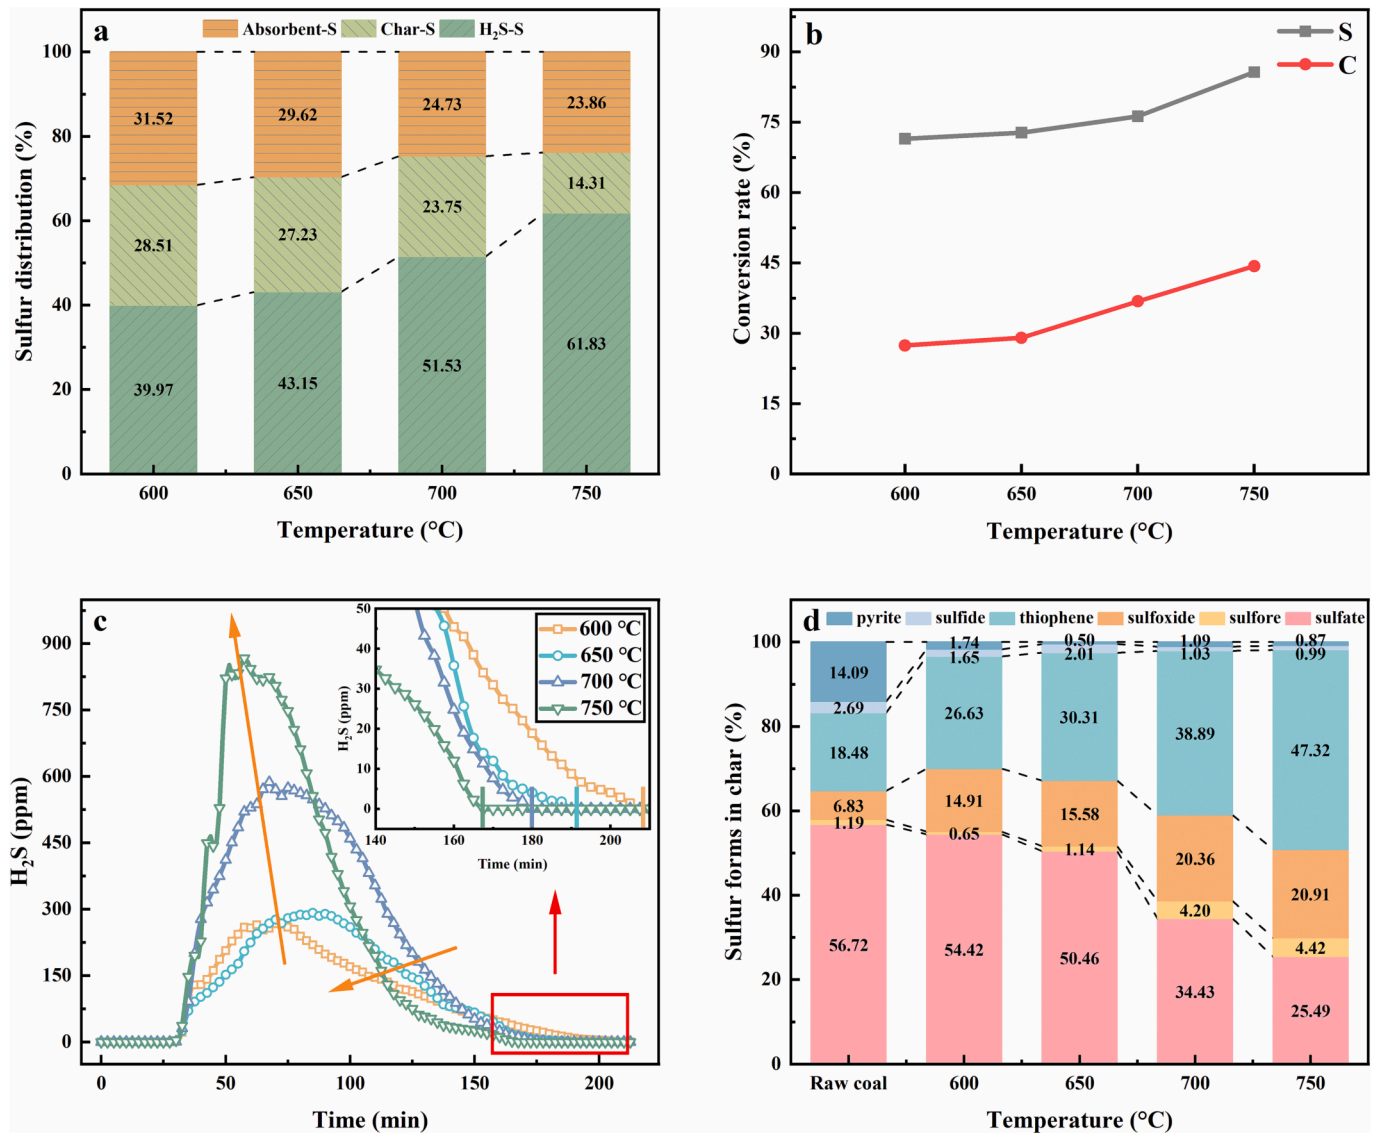 a
Absorbent-S Char-S H₂S-S
Sulfur distribution (%)
100
80
60
40
20
0
31.52 29.62 24.73 23.86
28.51 27.23 23.75 14.31
39.97 43.15 51.53 61.83
600 650 700 750
Temperature (°C)
b
S
C
Conversion rate (%)
90
75
60
45
30
15
0
600 650 700 750
Temperature (°C)
c
H₂S (ppm)
900
750
600
450
300
150
0
0 50 100 150 200
Time (min)
600 °C
650 °C
700 °C
750 °C
H₂S (ppm)
50
40
30
20
10
0
140 160 180 200
Time (min)
d
pyrite sulfide thiophene sulfoxide sulfore sulfate
Sulfur forms in char (%)
100
80
60
40
20
0
14.09 1.74 0.50 1.09 0.87
2.69 1.65 2.01 1.03 0.99
18.48 26.63 30.31 38.89 47.32
6.83 14.91 15.58 20.36 20.91
1.19 0.65 1.14 4.20 4.42
56.72 54.42 50.46 34.43 25.49
Raw coal 600 650 700 750
Temperature (°C)